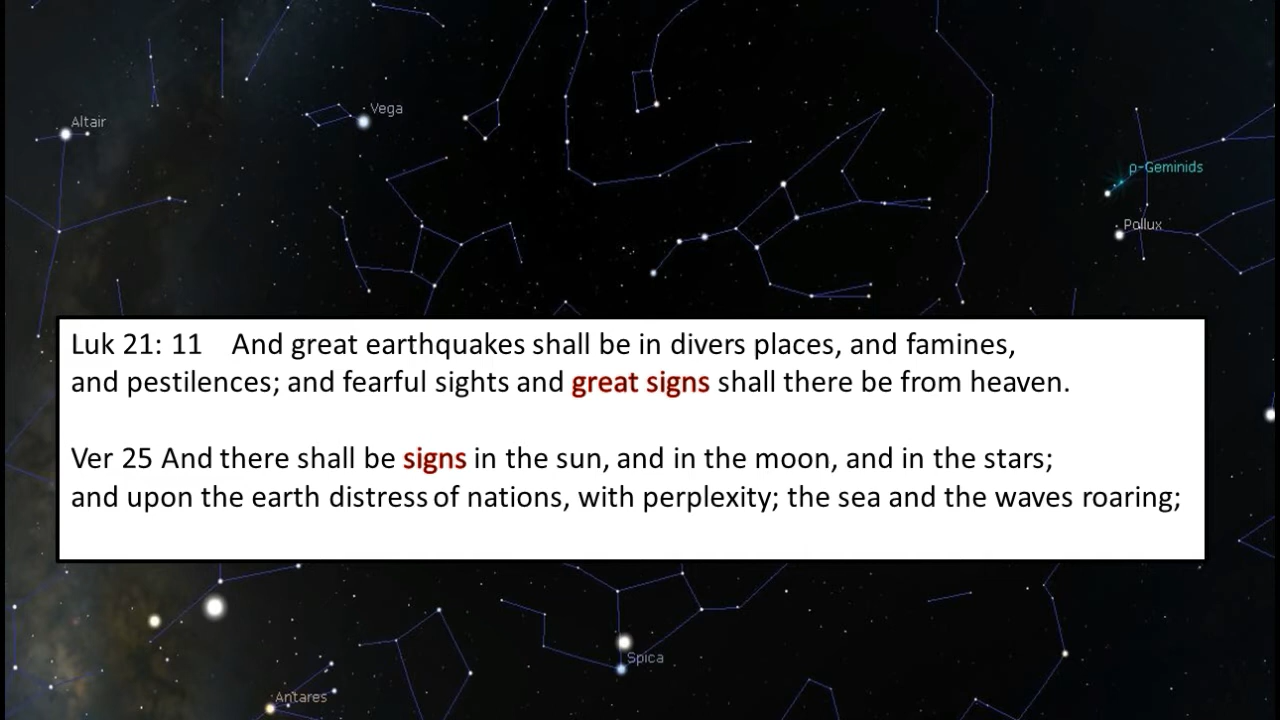 Altair
Vega
ρ-Geminids
Pollux
Luk 21: 11 And great earthquakes shall be in divers places, and famines,
and pestilences; and fearful sights and great signs shall there be from heaven.
Ver 25 And there shall be signs in the sun, and in the moon, and in the stars;
and upon the earth distress of nations, with perplexity; the sea and the waves roaring;
Spica
Antares